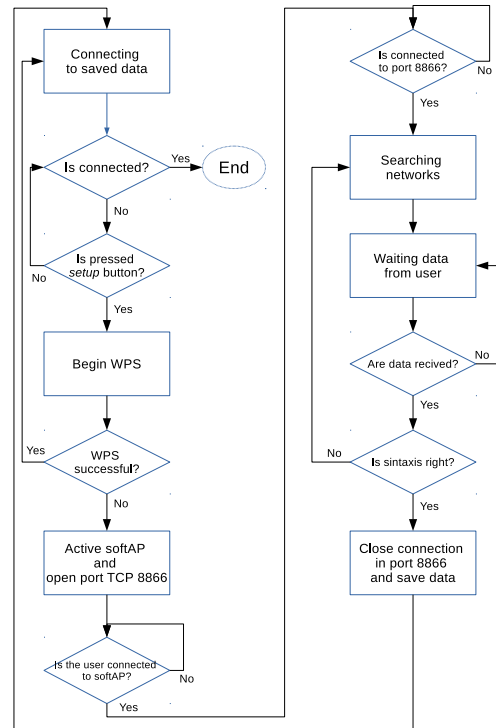 Connecting
to saved data
Is connected?
Yes
End
No
Is pressed
setup button?
No
Yes
Begin WPS
WPS
successful?
Yes
No
Active softAP
and
open port TCP 8866
Is the user connected
to softAP?
No
Yes
Is connected
to port 8866?
No
Yes
Searching
networks
Waiting data
from user
Are data recived?
No
Yes
Is sintaxis right?
No
Yes
Close connection
in port 8866
and save data